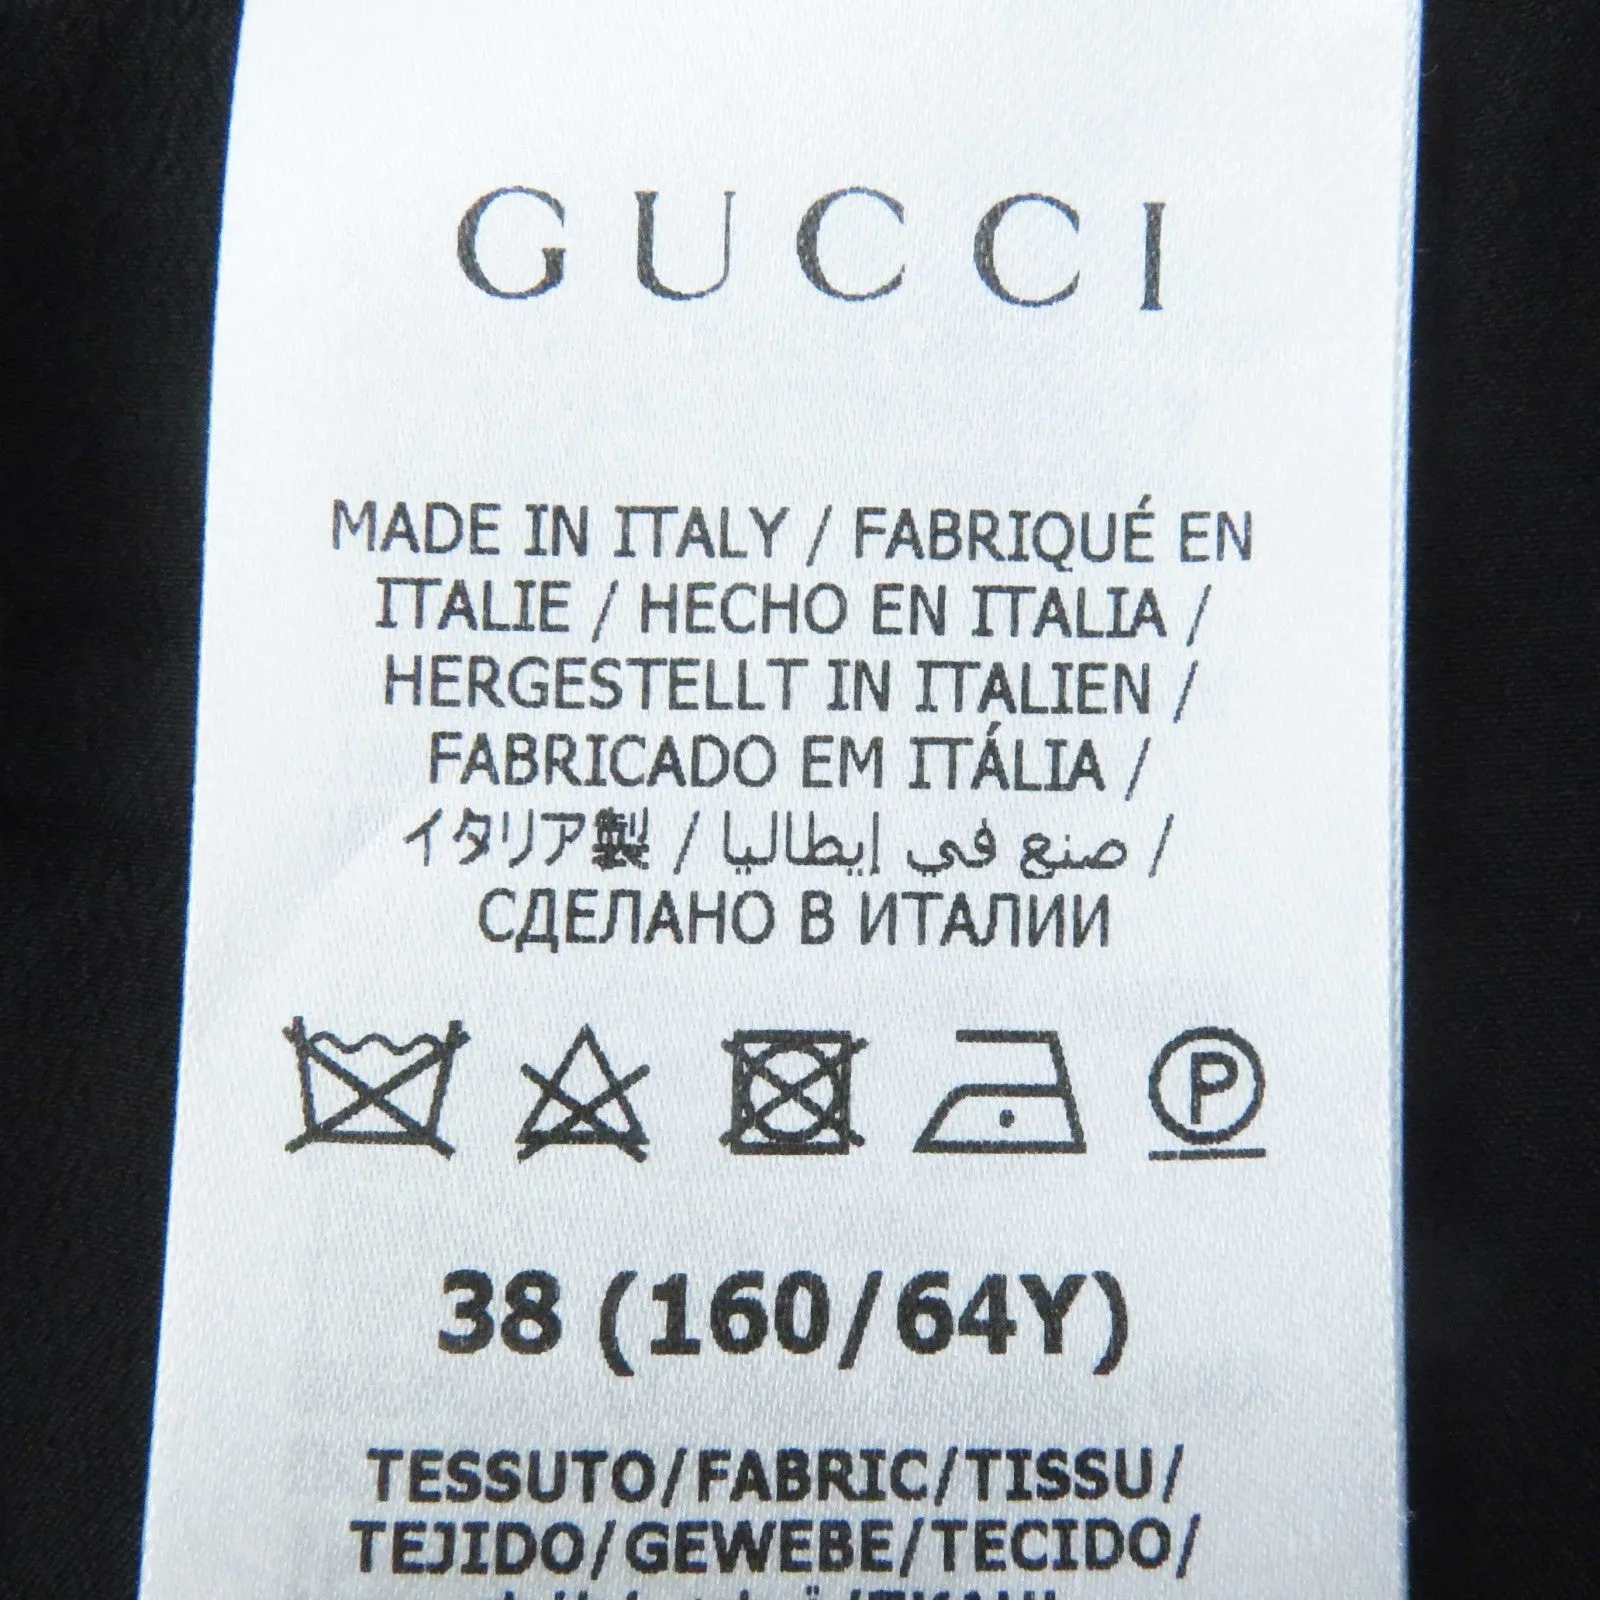 GUCCI
MADE IN ITALY / FABRIQUÉ EN
ITALIE / HECHO EN ITALIA /
HERGESTELLT IN ITALIEN /
FABRICADO EM ITÁLIA /
イタリア製 / صنع في إيطاليا /
СДЕЛАНО В ИТАЛИИ
P
38 (160/64Y)
TESSUTO/FABRIC/TISSU/
TEJIDO/GEWEBE/TECIDO/